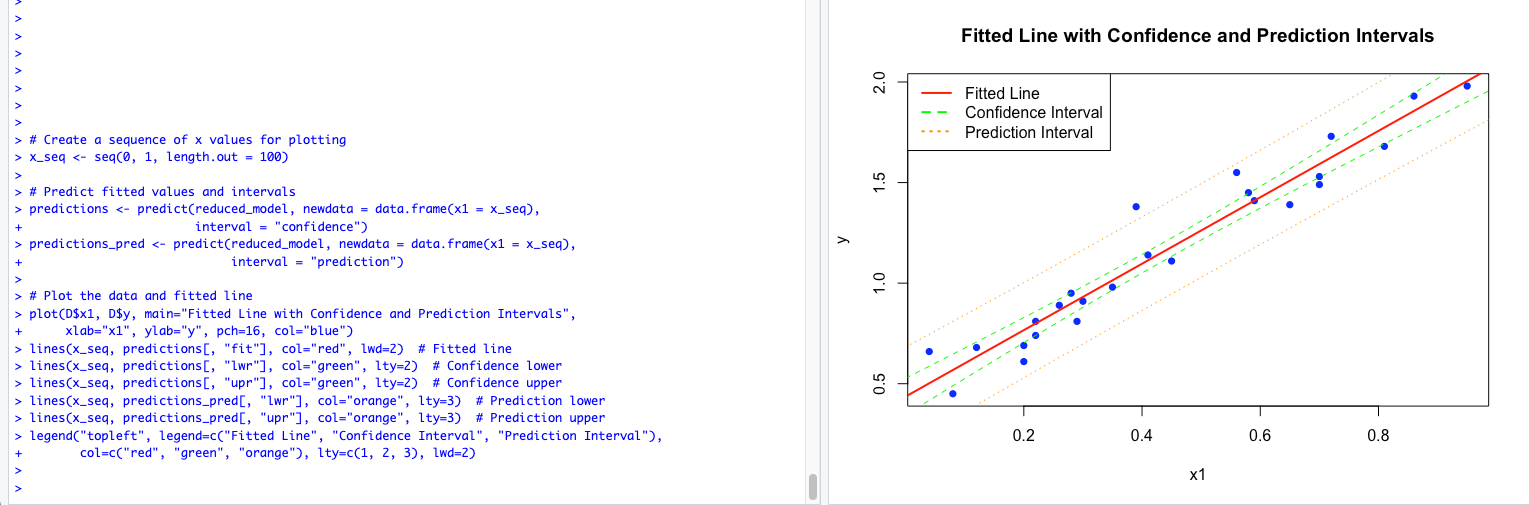 >
>
>
>
>
>
>
>
> # Create a sequence of x values for plotting
> x_seq <- seq(0, 1, length.out = 100)
>
> # Predict fitted values and intervals
> predictions <- predict(reduced_model, newdata = data.frame(x1 = x_seq),
+                        interval = "confidence")
> predictions_pred <- predict(reduced_model, newdata = data.frame(x1 = x_seq),
+                             interval = "prediction")
>
> # Plot the data and fitted line
> plot(D$x1, D$y, main="Fitted Line with Confidence and Prediction Intervals",
+      xlab="x1", ylab="y", pch=16, col="blue")
> lines(x_seq, predictions[, "fit"], col="red", lwd=2)  # Fitted line
> lines(x_seq, predictions[, "lwr"], col="green", lty=2)  # Confidence lower
> lines(x_seq, predictions[, "upr"], col="green", lty=2)  # Confidence upper
> lines(x_seq, predictions_pred[, "lwr"], col="orange", lty=3)  # Prediction lower
> lines(x_seq, predictions_pred[, "upr"], col="orange", lty=3)  # Prediction upper
> legend("topleft", legend=c("Fitted Line", "Confidence Interval", "Prediction Interval"),
+        col=c("red", "green", "orange"), lty=c(1, 2, 3), lwd=2)
>
>
Fitted Line with Confidence and Prediction Intervals
Fitted Line
Confidence Interval
Prediction Interval
y
2.0
1.5
1.0
0.5
0.2 0.4 0.6 0.8
x1